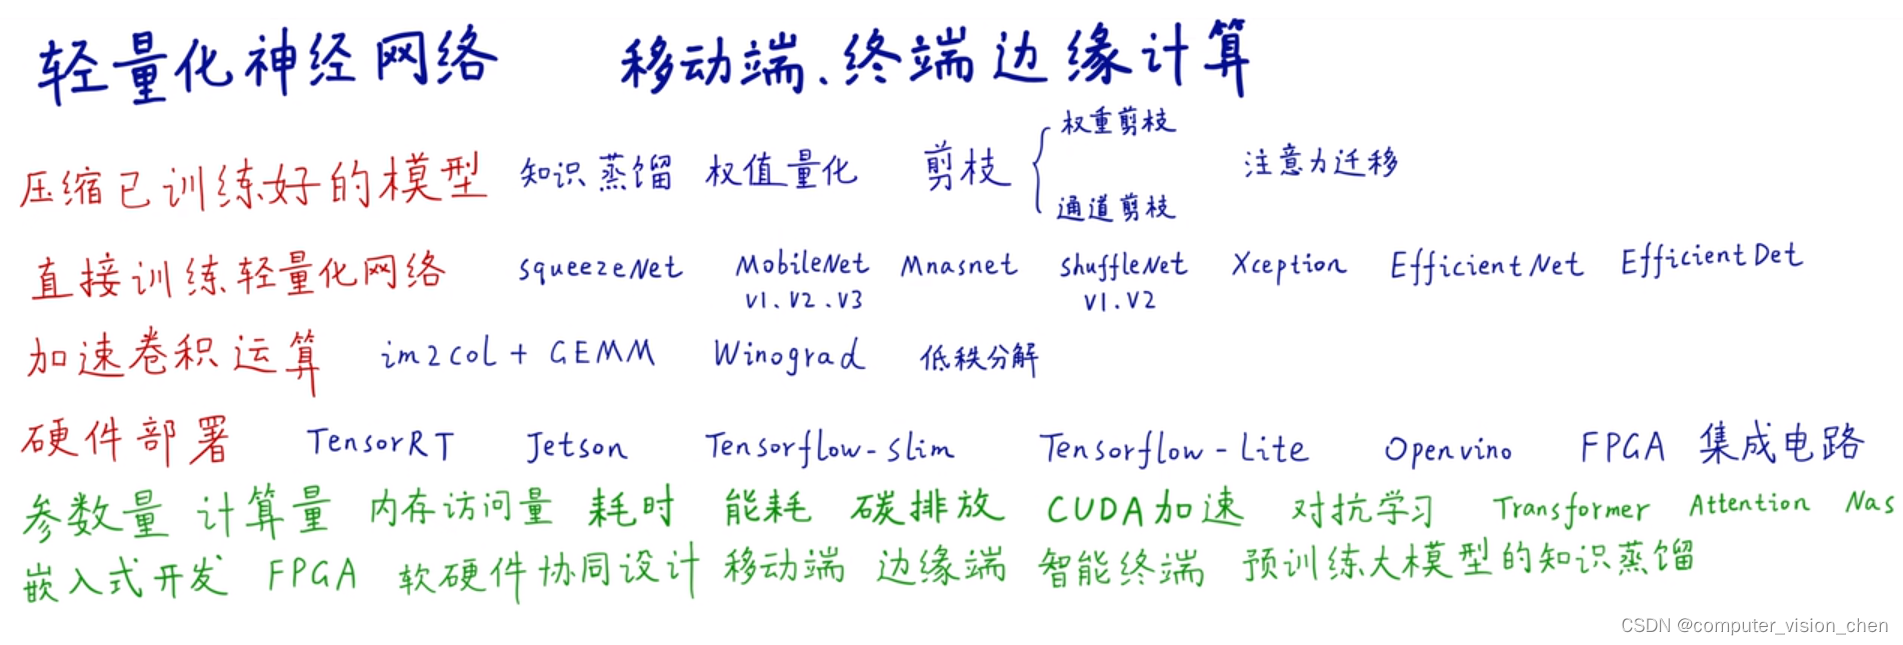 轻量化神经网络 移动端、终端边缘计算
权重剪枝
压缩已训练好的模型 知识蒸馏 权值量化 剪枝 注意力迁移
通道剪枝
直接训练轻量化网络 squeezeNet MobileNet Mnasnet ShuffleNet Xception EfficientNet EfficientDet
V1.V2.V3 V1.V2
加速卷积运算 im2col + GEMM Winograd 低秩分解
硬件部署 TensorRT Jetson Tensorflow-slim Tensorflow-Lite Openvino FPGA 集成电路
参数量 计算量 内存访问量 耗时 能耗 碳排放 CUDA加速 对抗学习 Transformer Attention Nas
嵌入式开发 FPGA 软硬件协同设计 移动端 边缘端 智能终端 预训练大模型的知识蒸馏
CSDN @computer_vision_chen